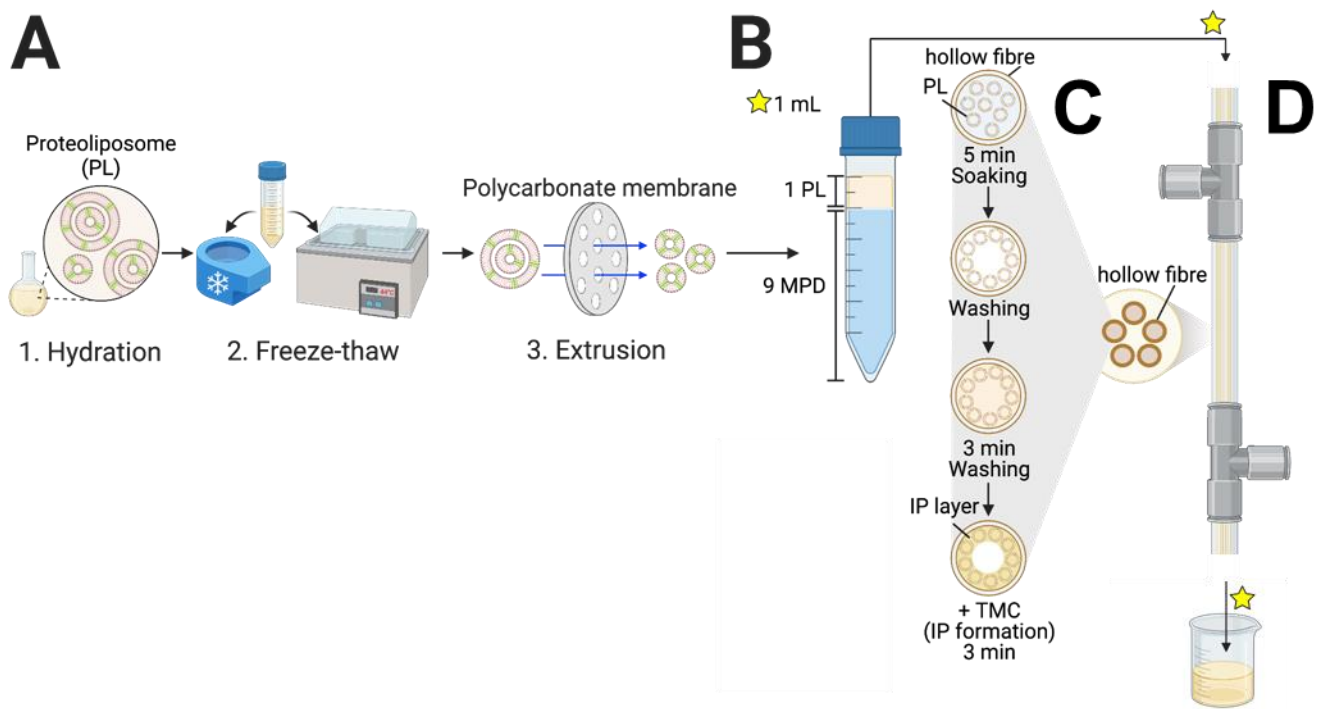 A
Proteoliposome
(PL)
1. Hydration
2. Freeze-thaw
Polycarbonate membrane
3. Extrusion
B
1 mL
1 PL
9 MPD
C
hollow fibre
PL
5 min
Soaking
Washing
3 min
Washing
IP layer
+ TMC
(IP formation)
3 min
D
hollow fibre